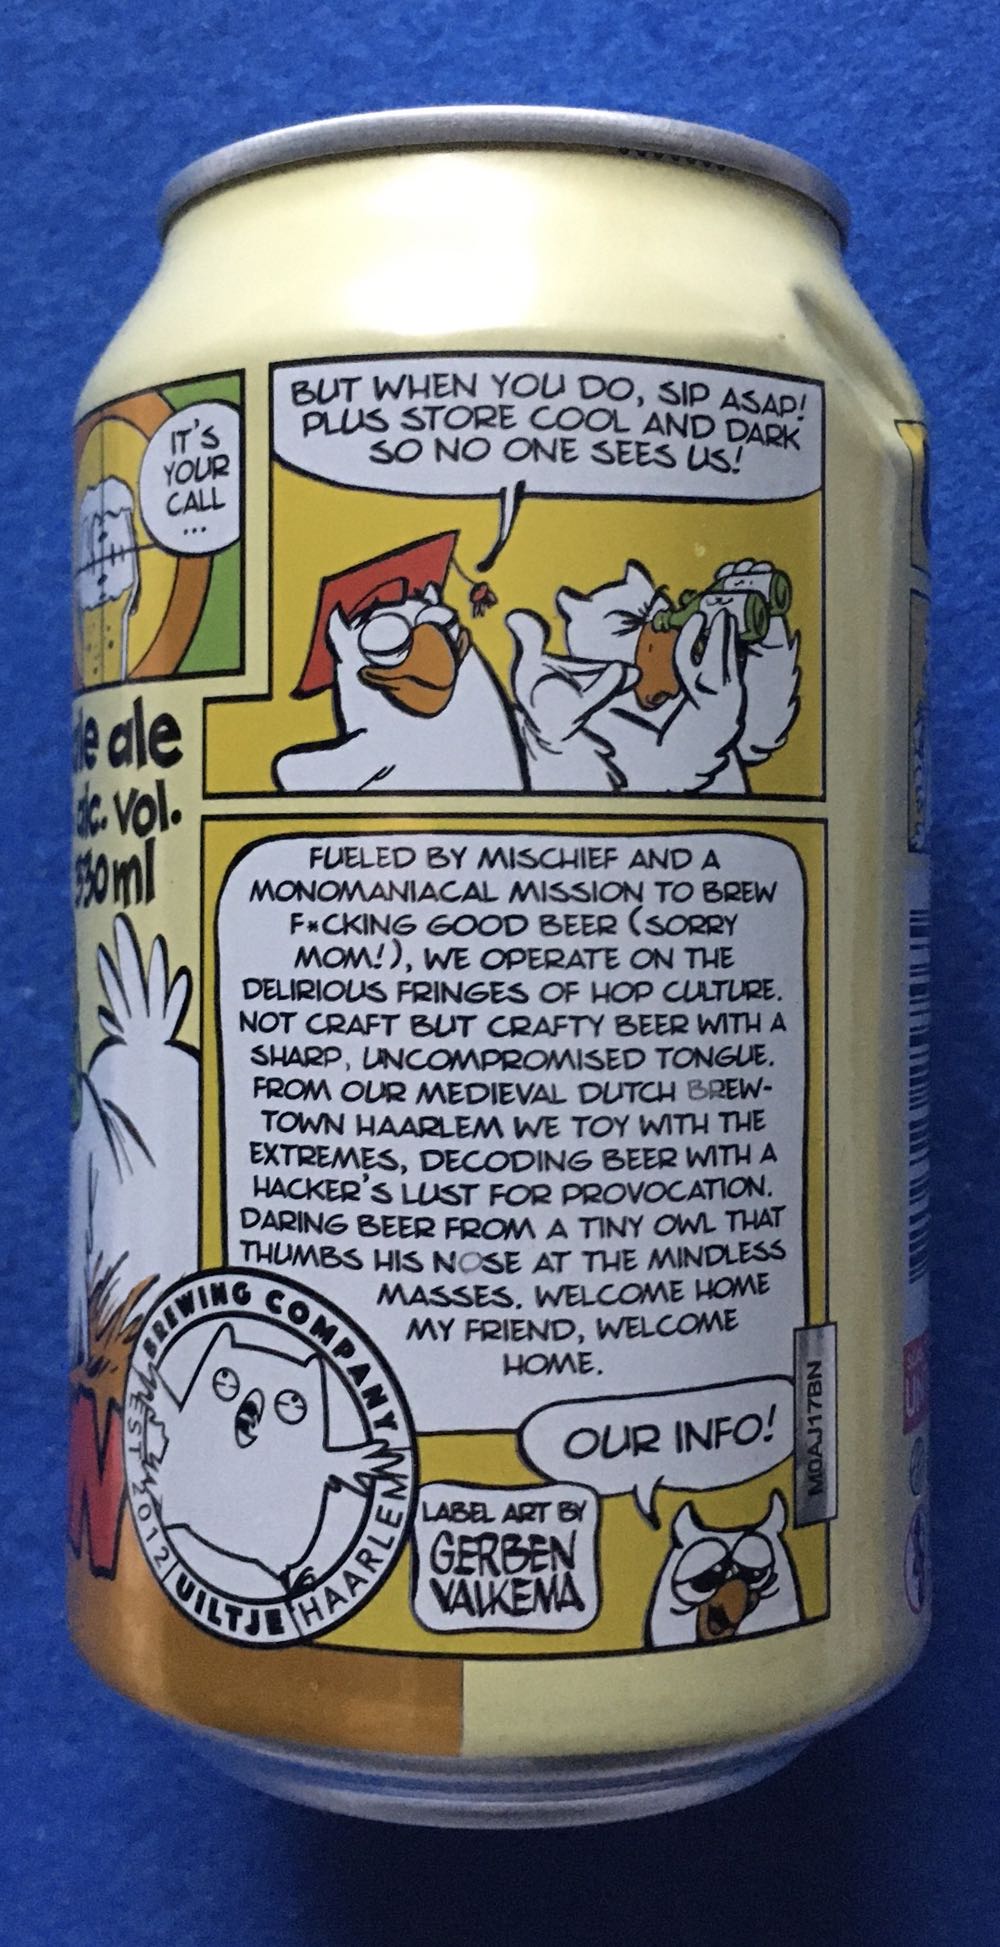 IT'S
YOUR
CALL
...
BUT WHEN YOU DO, SIP ASAP!
PLUS STORE COOL AND DARK
SO NO ONE SEES US!
ale
vol.
ml
FUELED BY MISCHIEF AND A
MONOMANIACAL MISSION TO BREW
F*CKING GOOD BEER (SORRY
MOM!), WE OPERATE ON THE
DELIRIOUS FRINGES OF HOP CULTURE.
NOT CRAFT BUT CRAFTY BEER WITH A
SHARP, UNCOMPROMISED TONGUE.
FROM OUR MEDIEVAL DUTCH BREW-
TOWN HAARLEM WE TOY WITH THE
EXTREMES, DECODING BEER WITH A
HACKER'S LUST FOR PROVOCATION.
DARING BEER FROM A TINY OWL THAT
THUMBS HIS NOSE AT THE MINDLESS
MASSES. WELCOME HOME
MY FRIEND, WELCOME
HOME.
BREWING COMPANY
HAARLEM
UILTJE
EST 2012
OUR INFO!
LABEL ART BY
GERBEN
VALKEMA
M0AJ17BN